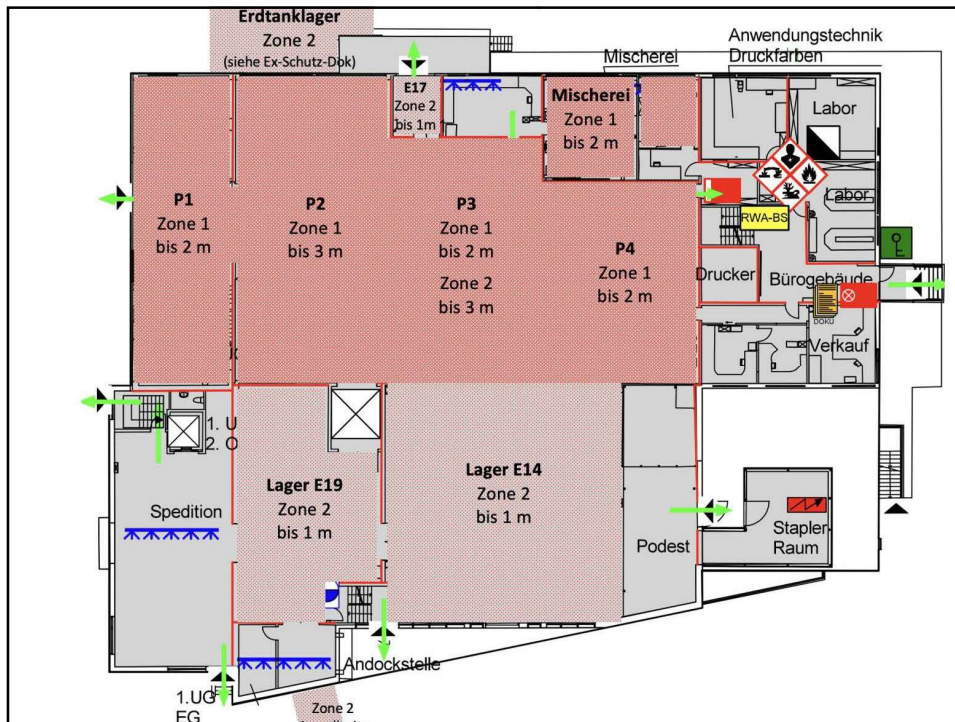 Erdtanklager
Zone 2
(siehe Ex-Schutz-Dok)
Mischerei
Anwendungstechnik
Druckfarben
E17
Zone 2
bis 1m
Mischerei
Zone 1
bis 2 m
Labor
Labor
P1
Zone 1
bis 2 m
P2
Zone 1
bis 3 m
P3
Zone 1
bis 2 m
Zone 2
bis 3 m
P4
Zone 1
bis 2 m
RWA-BS
Drucker
Bürogebäude
DOKU
Verkauf
1. U
2. O
Spedition
Lager E19
Zone 2
bis 1 m
Lager E14
Zone 2
bis 1 m
Podest
Stapler
Raum
Andockstelle
1.UG
EG
Zone 2